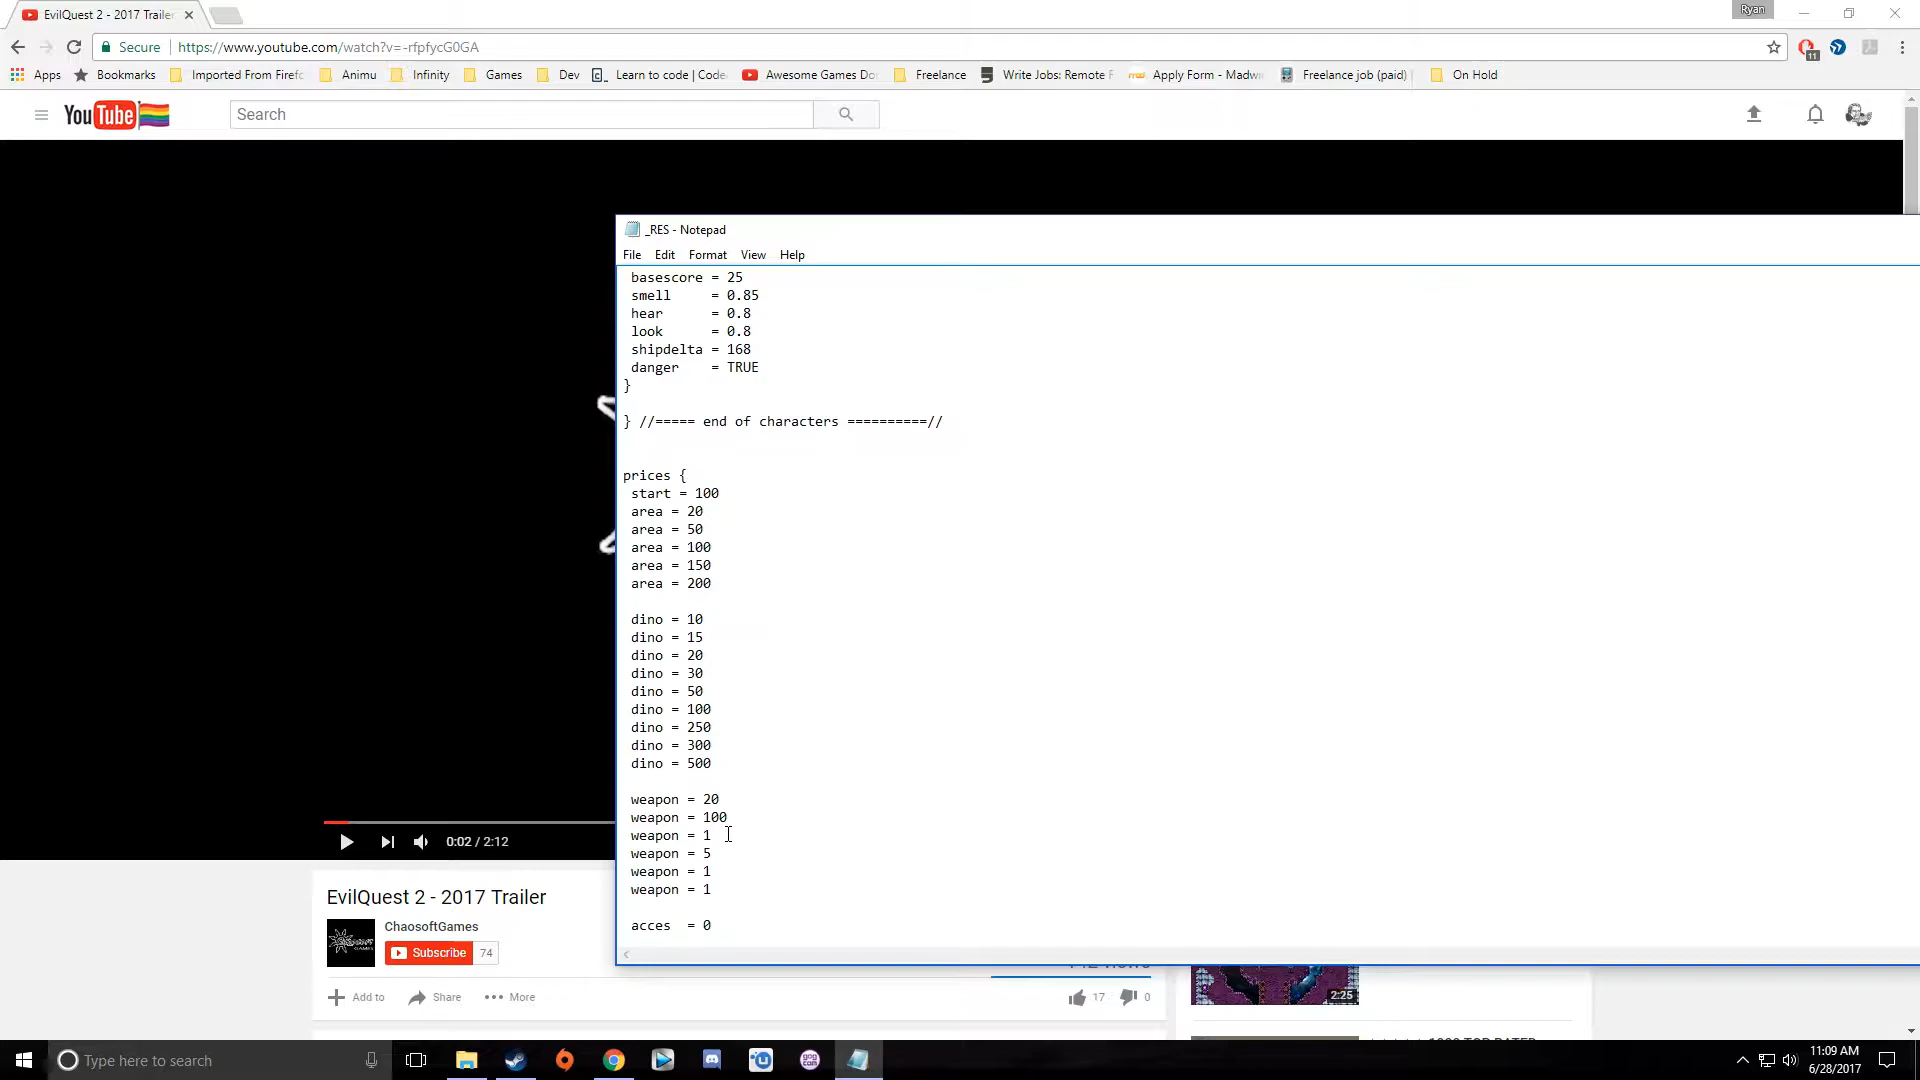 EvilQuest 2 - 2017 Trailer
Ryan
Secure https://www.youtube.com/watch?v=-rfpfycG0GA
11
Apps Bookmarks Imported From Firefo Animu Infinity Games Dev Learn to code | Code Awesome Games Do Freelance Write Jobs: Remote F Apply Form - Madw Freelance job (paid) On Hold
YouTube Search
_RES - Notepad
File Edit Format View Help
basescore = 25
smell = 0.85
hear = 0.8
look = 0.8
shipdelta = 168
danger = TRUE
}
} //===== end of characters ==========//
prices {
start = 100
area = 20
area = 50
area = 100
area = 150
area = 200
dino = 10
dino = 15
dino = 20
dino = 30
dino = 50
dino = 100
dino = 250
dino = 300
dino = 500
weapon = 20
weapon = 100
weapon = 1
weapon = 5
weapon = 1
weapon = 1
acces = 0
0:02 / 2:12
EvilQuest 2 - 2017 Trailer
ChaosoftGames
Subscribe 74
Add to Share More 17 0
2:25
Type here to search
11:09 AM
6/28/2017